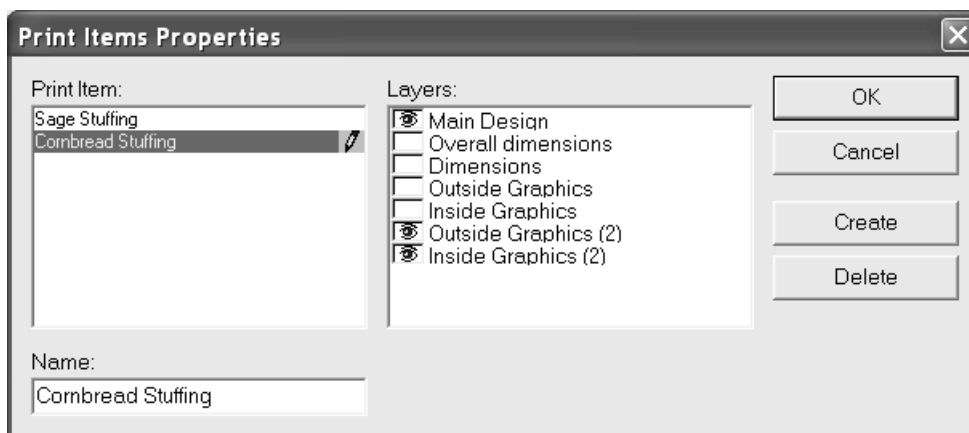 Print Items Properties
Print Item:
Sage Stuffing
Cornbread Stuffing
Layers:
Main Design
Overall dimensions
Dimensions
Outside Graphics
Inside Graphics
Outside Graphics (2)
Inside Graphics (2)
OK
Cancel
Create
Delete
Name:
Cornbread Stuffing